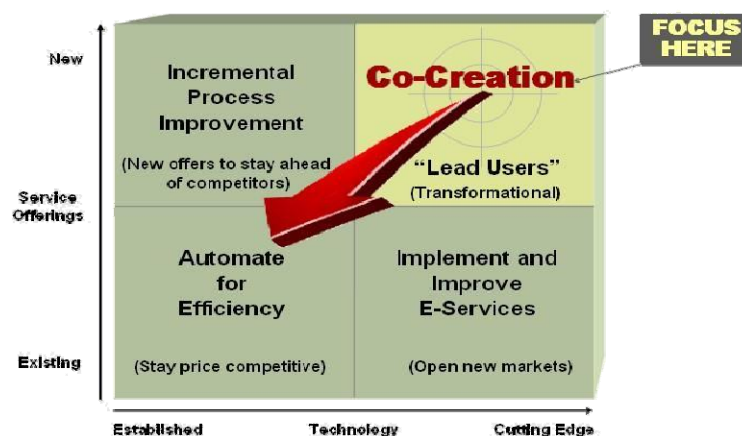 FOCUS
HERE
New
Incremental
Process
Improvement
(New offers to stay ahead
of competitors)
Co-Creation
"Lead Users"
(Transformational)
Service
Offerings
Automate
for
Efficiency
(Stay price competitive)
Implement and
Improve
E-Services
(Open new markets)
Existing
Established
Technology
Cutting Edge